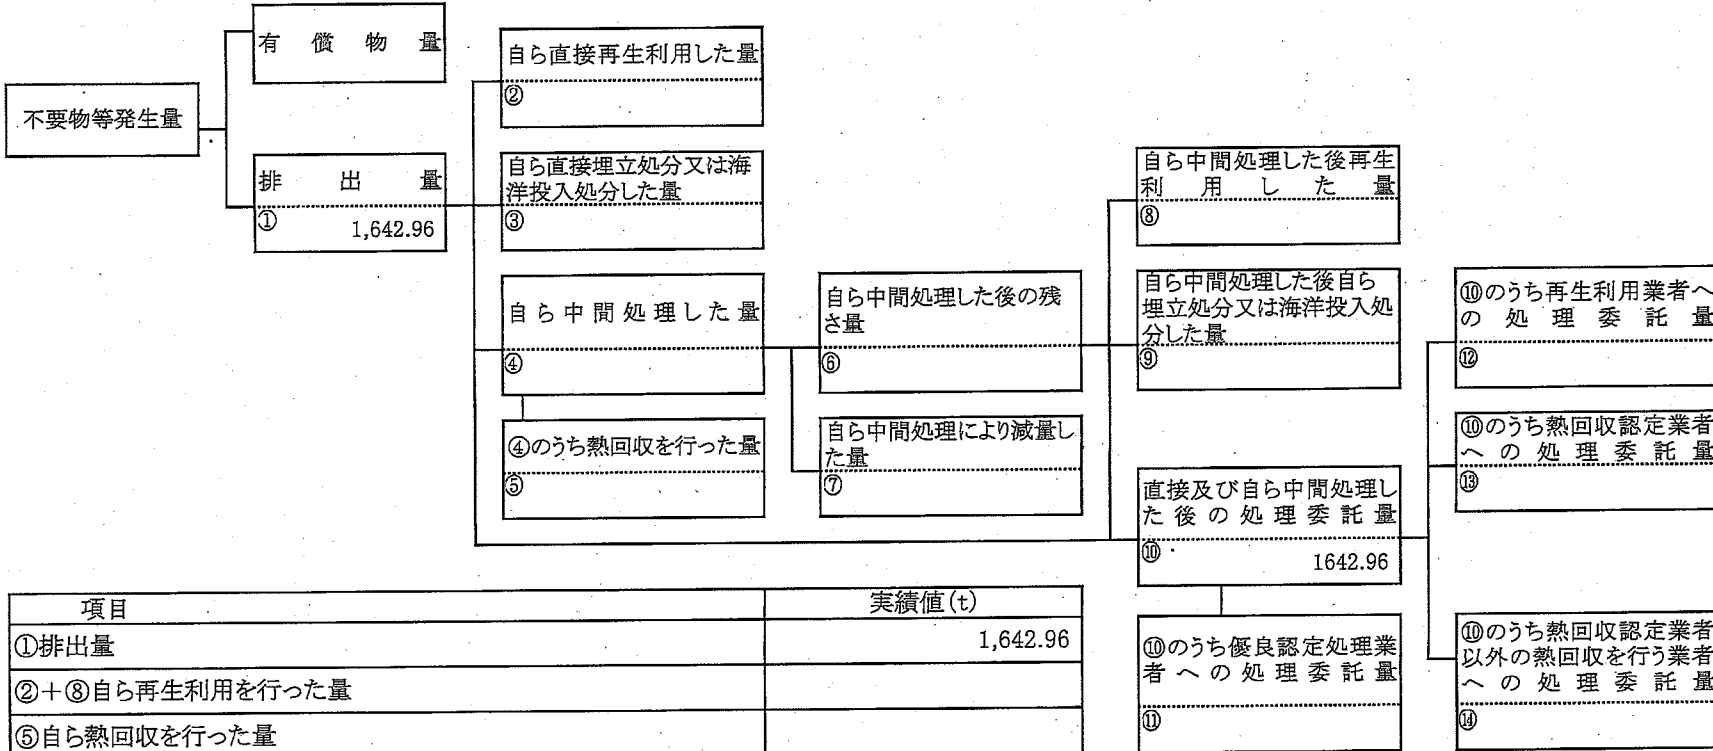 不要物等発生量
有償物量
排出量
① 1,642.96
自ら直接再生利用した量
②
自ら直接埋立処分又は海
洋投入処分した量
③
自ら中間処理した量
④
④のうち熱回収を行った量
⑤
自ら中間処理した後の残
さ量
⑥
自ら中間処理により減量し
た量
⑦
自ら中間処理した後再生
利用した量
⑧
自ら中間処理した後自ら
埋立処分又は海洋投入処
分した量
⑨
直接及び自ら中間処理し
た後の処理委託量
⑩ 1642.96
⑩のうち優良認定処理業
者への処理委託量
⑪
⑩のうち再生利用業者へ
の処理委託量
⑫
⑩のうち熱回収認定業者
への処理委託量
⑬
⑩のうち熱回収認定業者
以外の熱回収を行う業者
への処理委託量
⑭
項目 実績値(t)
①排出量 1,642.96
②+⑧自ら再生利用を行った量
⑤自ら熱回収を行った量